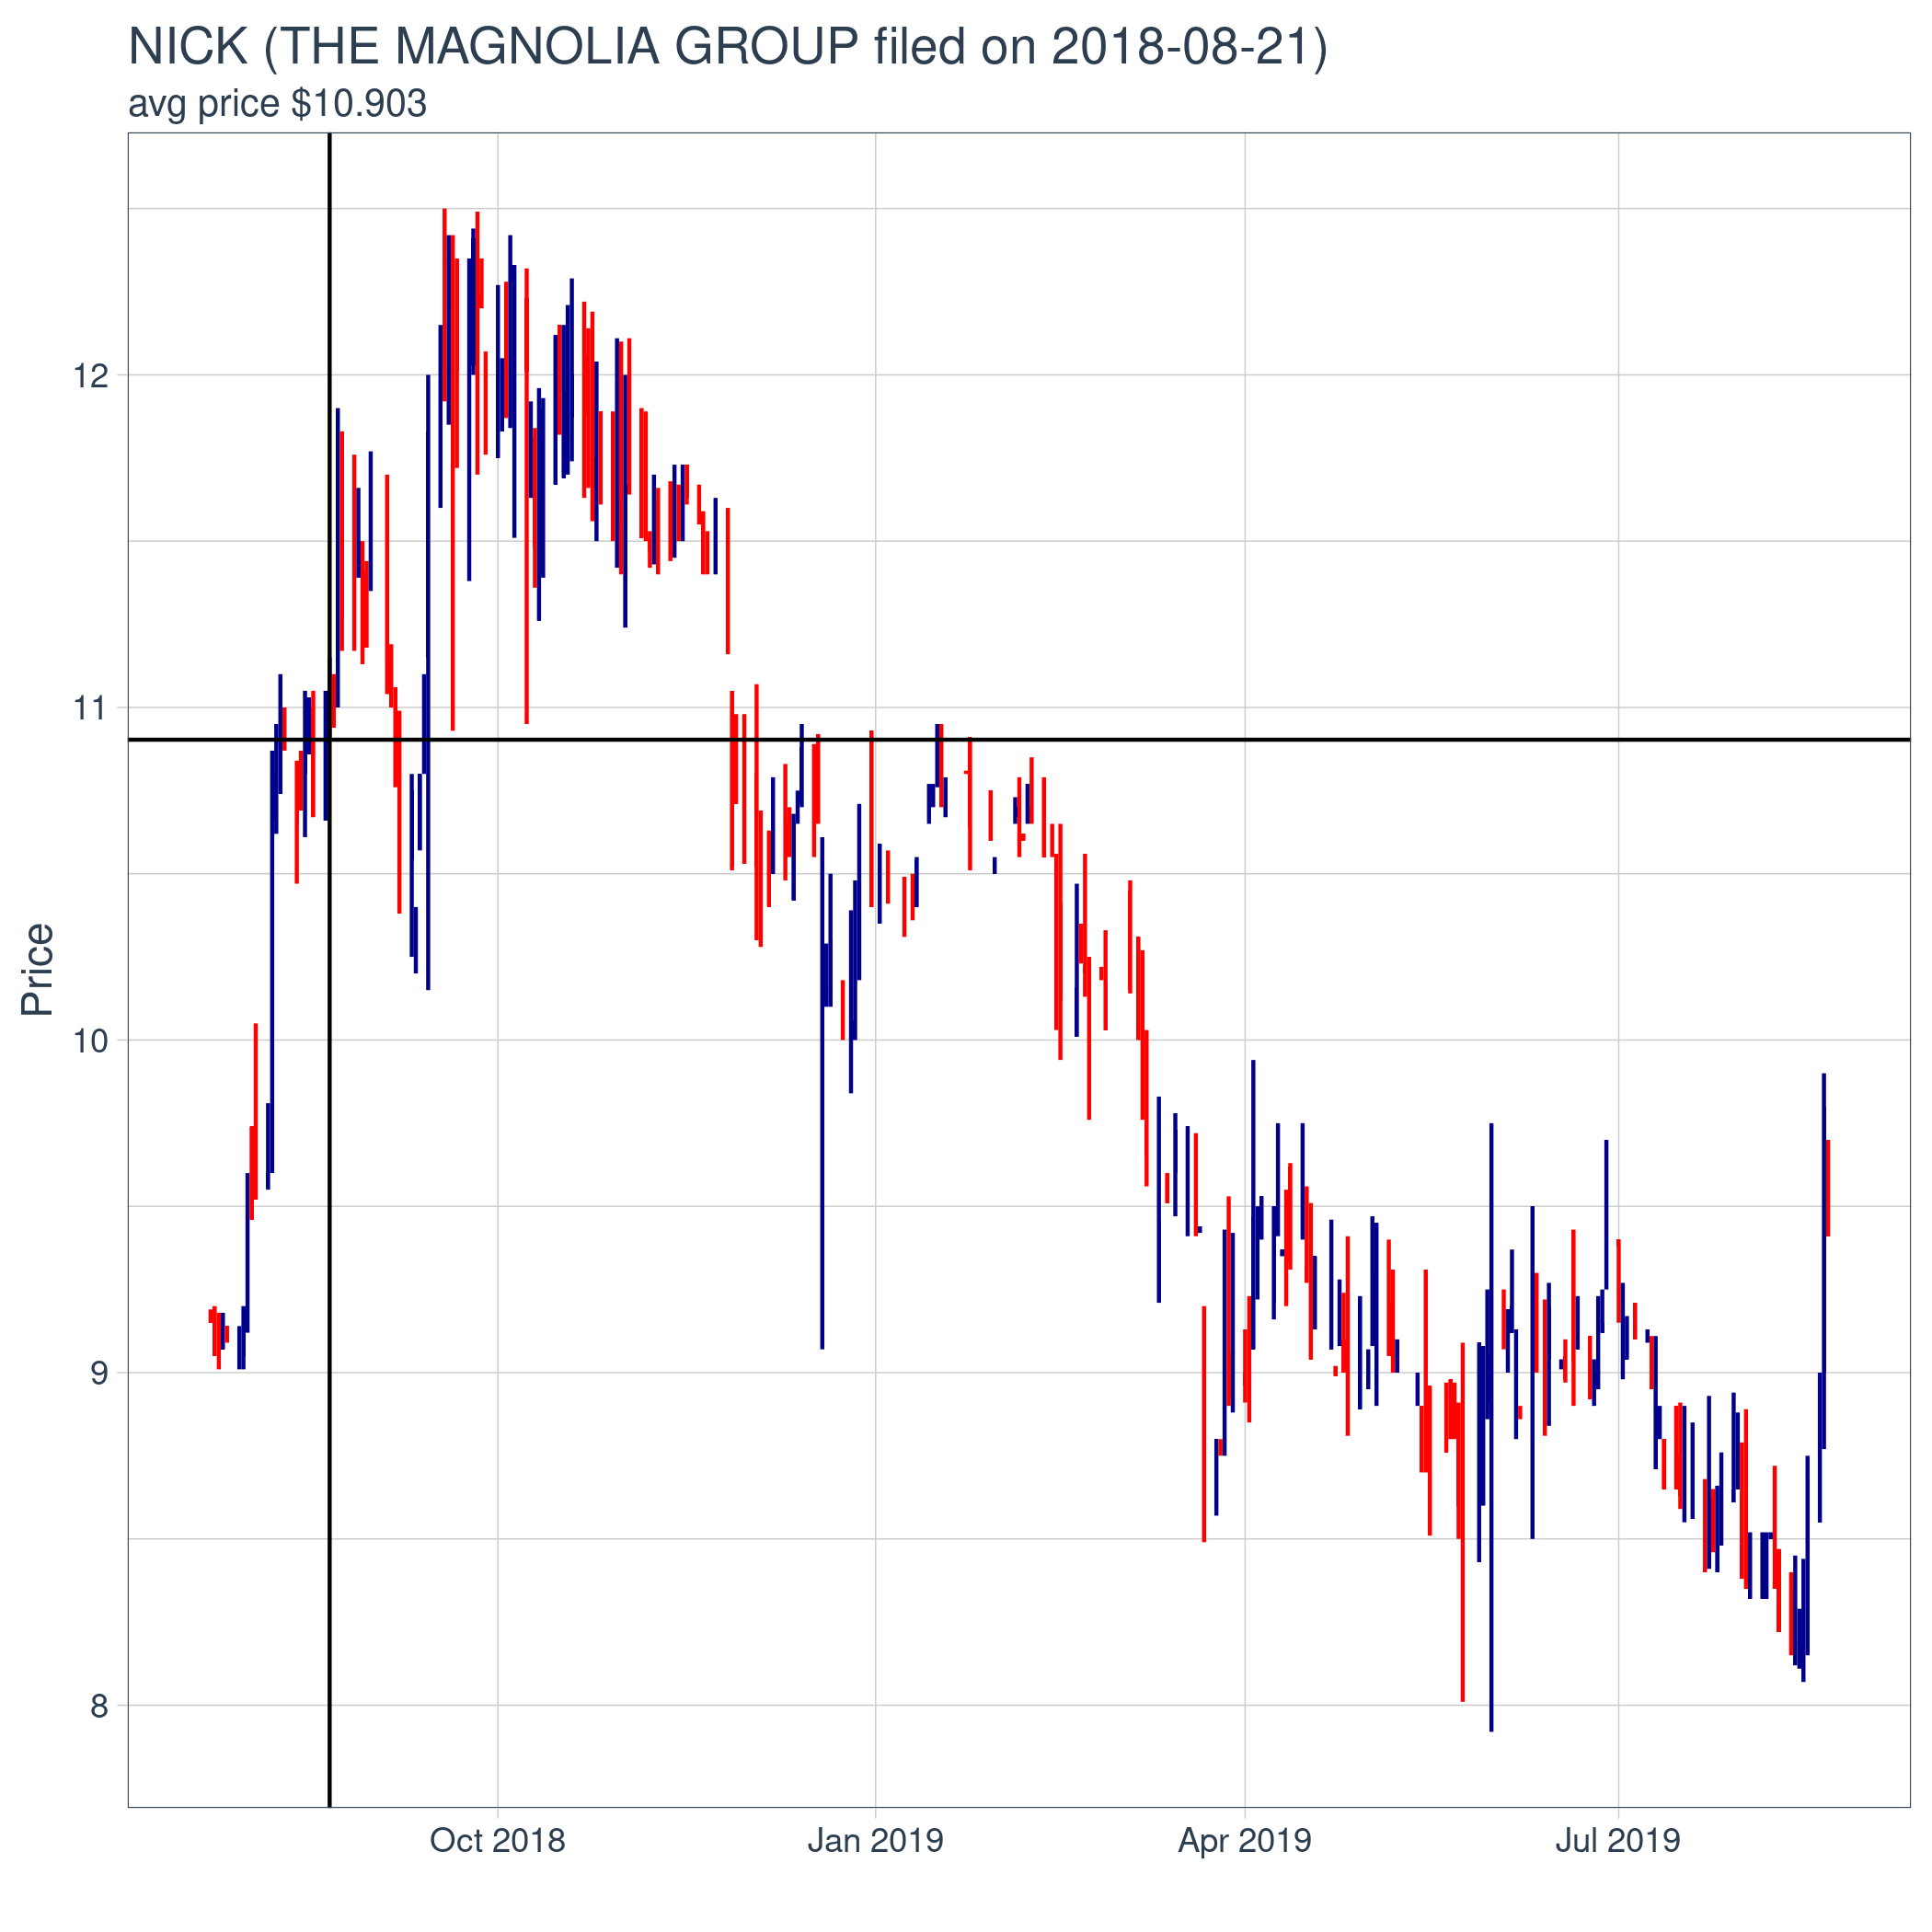 NICK (THE MAGNOLIA GROUP filed on 2018-08-21)
avg price $10.903
12
11
10
9
8
Price
Oct 2018
Jan 2019
Apr 2019
Jul 2019